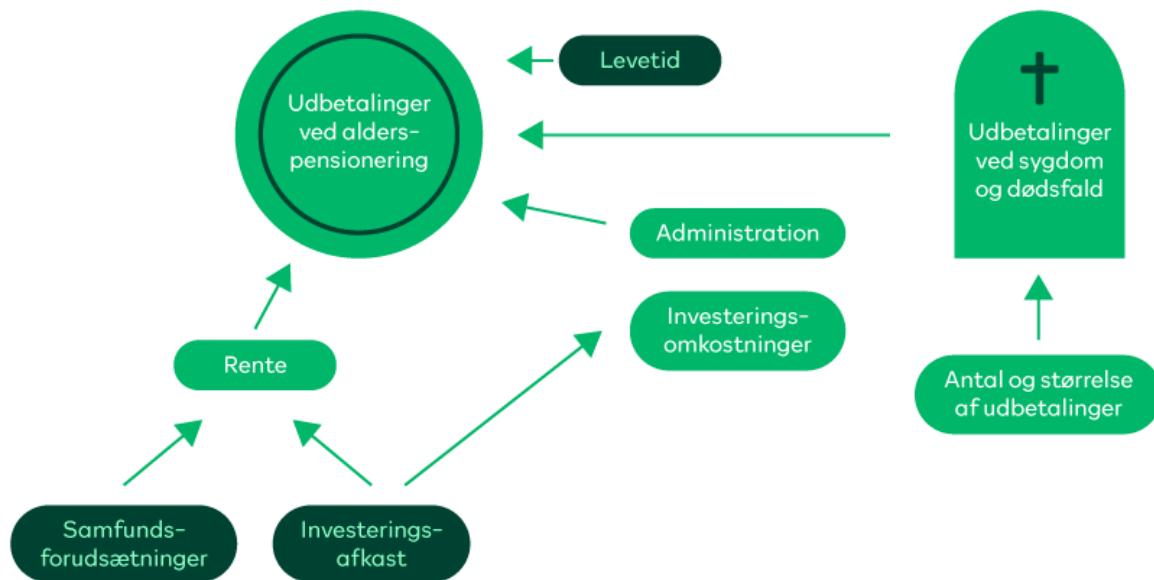 Levetid
Udbetalinger
ved alders-
pensionering
Udbetalinger
ved sygdom
og dødsfald
Administration
Investerings-
omkostninger
Rente
Antal og størrelse
af udbetalinger
Samfunds-
forudsætninger
Investerings-
afkast